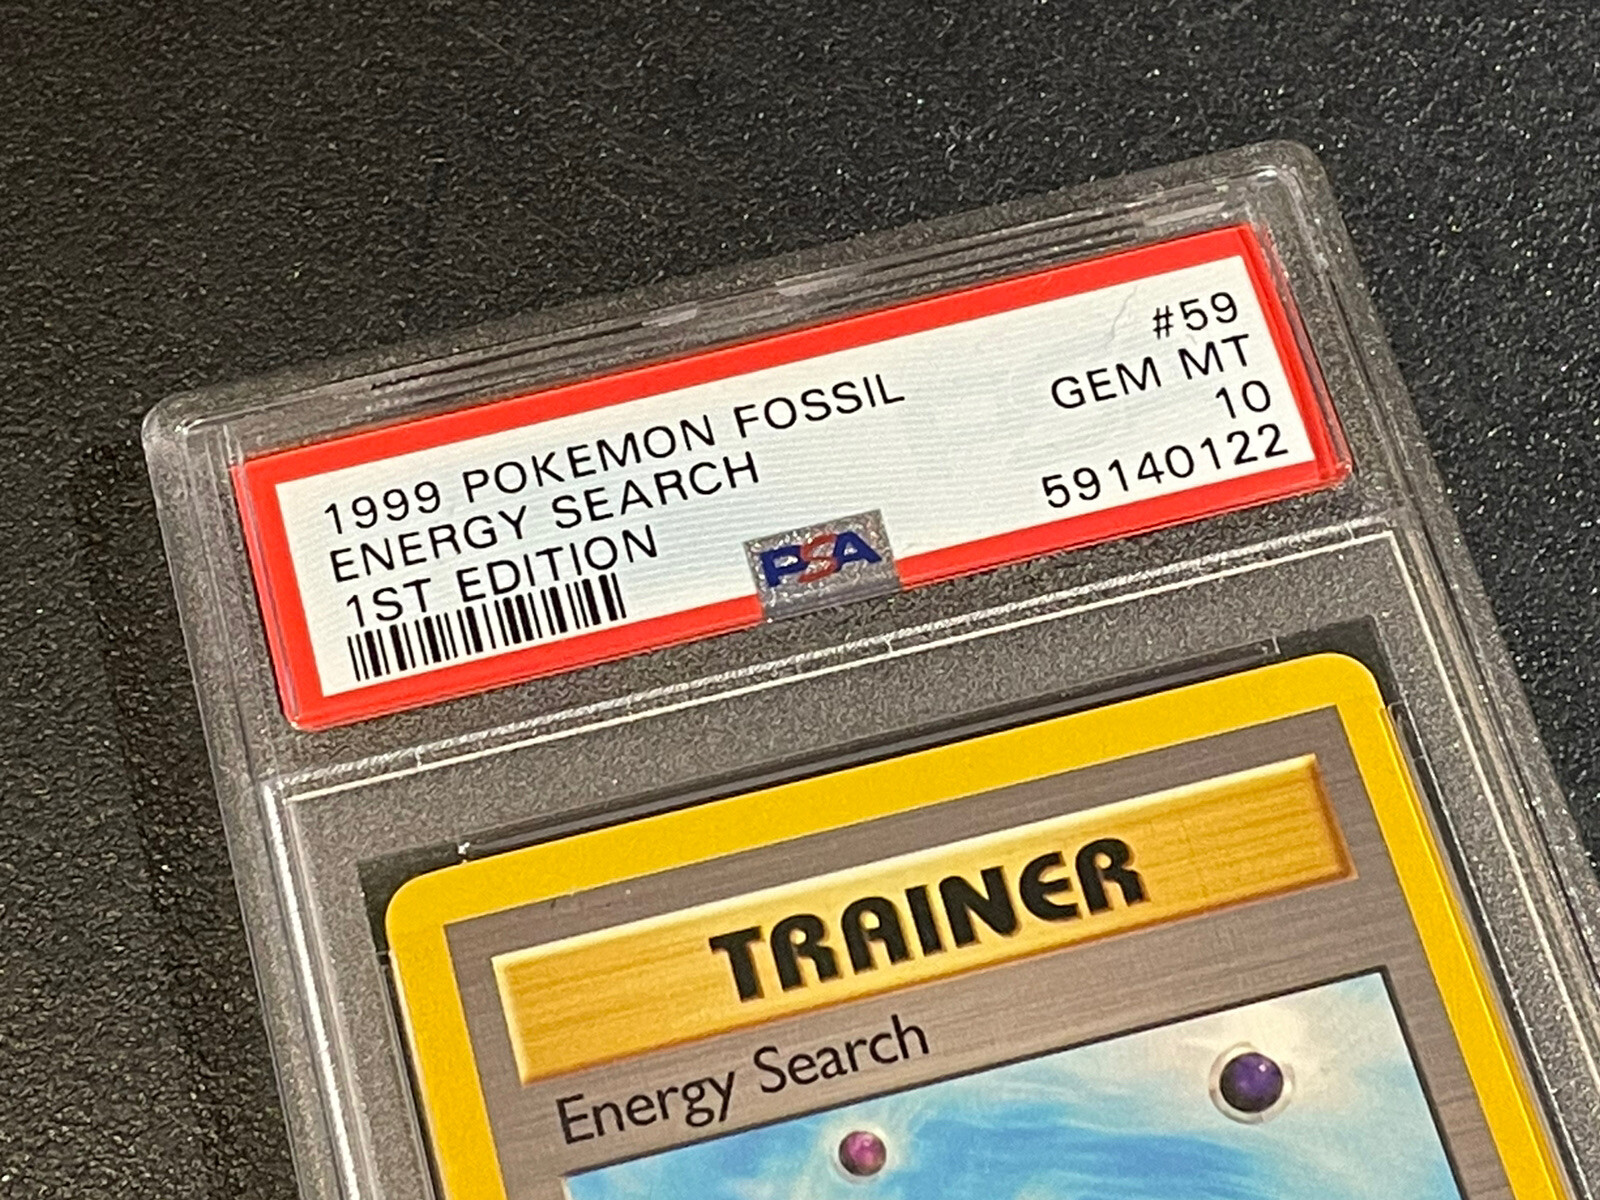 1999 POKEMON FOSSIL #59
ENERGY SEARCH GEM MT
1ST EDITION 10
59140122
PSA
TRAINER
Energy Search